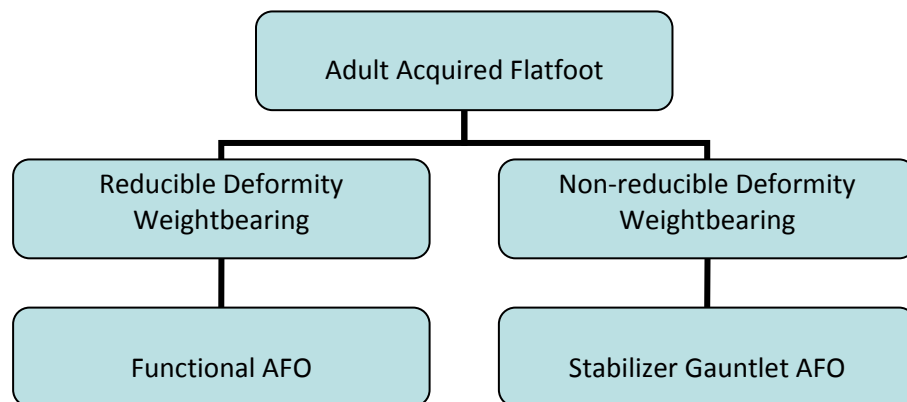 Adult Acquired Flatfoot
Reducible Deformity
Weightbearing
Non-reducible Deformity
Weightbearing
Functional AFO
Stabilizer Gauntlet AFO